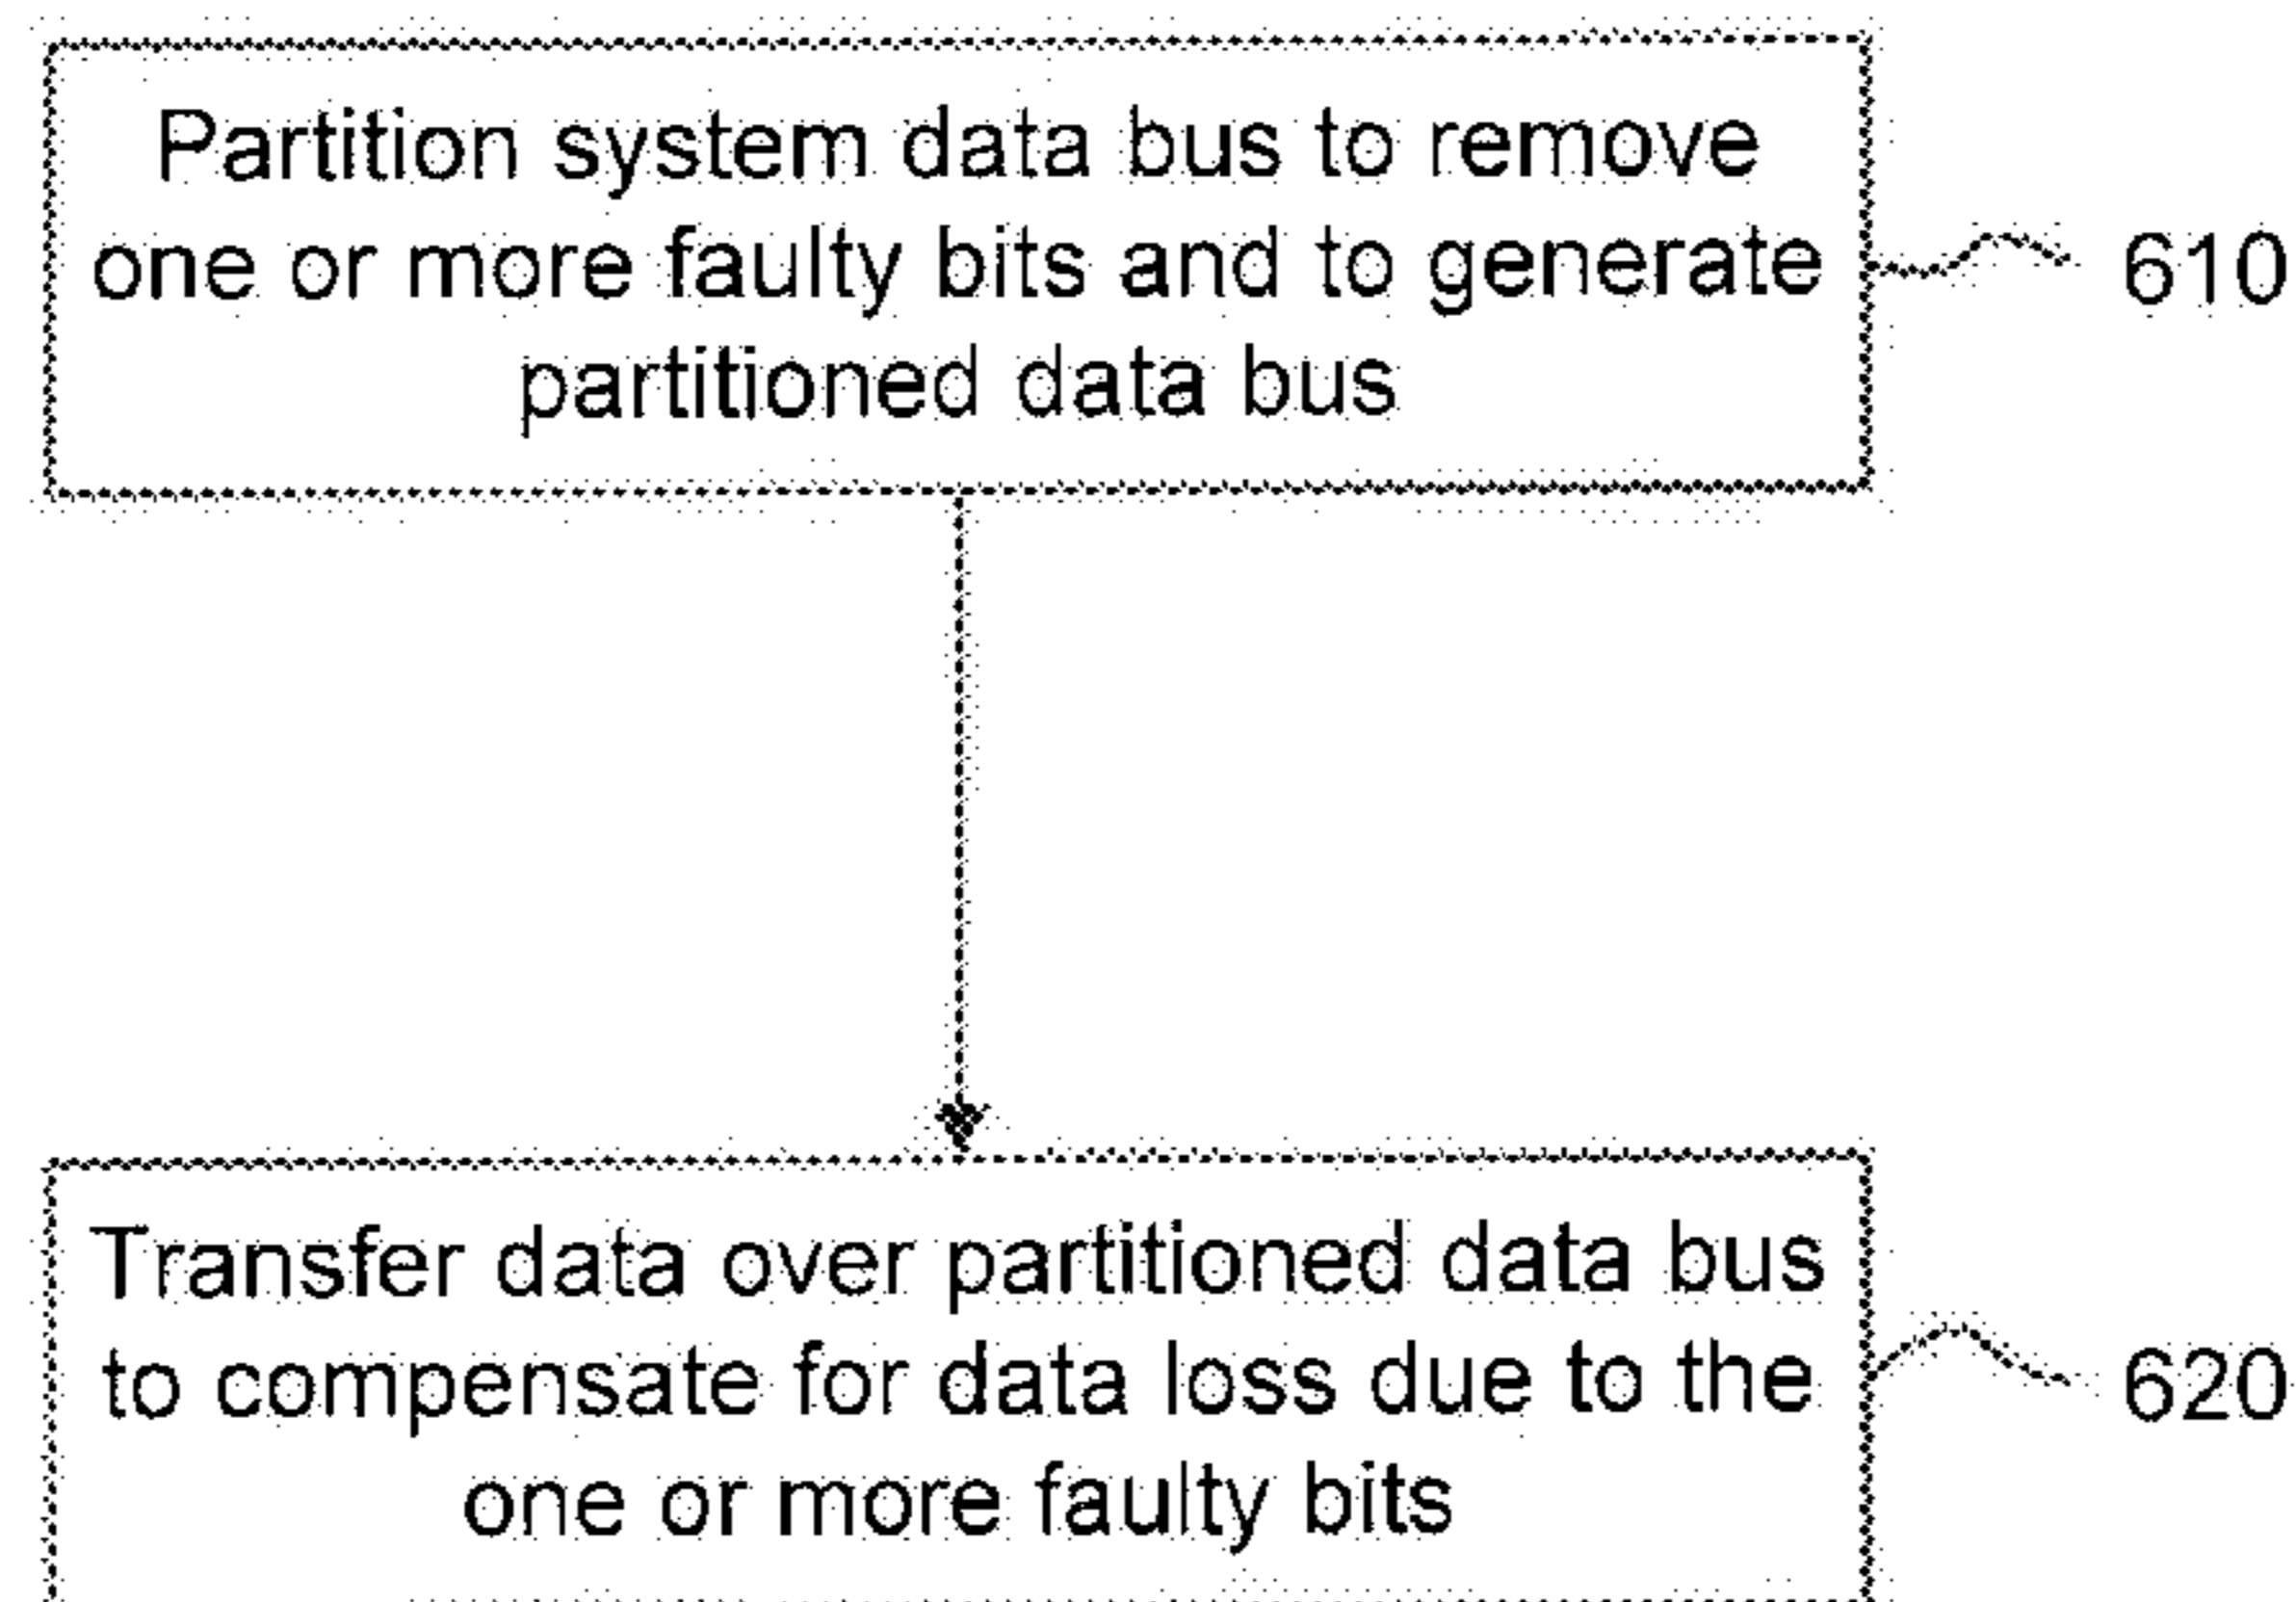 Partition system data bus to remove
one or more faulty bits and to generate
partitioned data bus
610
Transfer data over partitioned data bus
to compensate for data loss due to the
one or more faulty bits
620